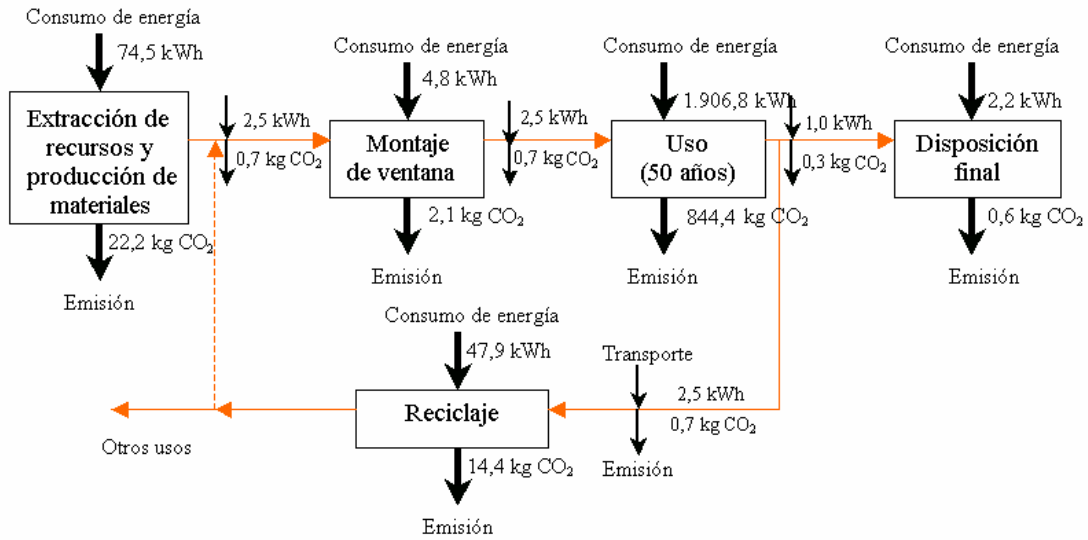 Consumo de energía
74,5 kWh
Extracción de
recursos y
producción de
materiales
22,2 kg CO₂
Emisión
2,5 kWh
0,7 kg CO₂
Consumo de energía
4,8 kWh
Montaje
de ventana
2,1 kg CO₂
Emisión
2,5 kWh
0,7 kg CO₂
Consumo de energía
1.906,8 kWh
Uso
(50 años)
844,4 kg CO₂
Emisión
1,0 kWh
0,3 kg CO₂
Consumo de energía
2,2 kWh
Disposición
final
0,6 kg CO₂
Emisión
Consumo de energía
47,9 kWh
Reciclaje
14,4 kg CO₂
Emisión
Transporte
2,5 kWh
0,7 kg CO₂
Emisión
Otros usos